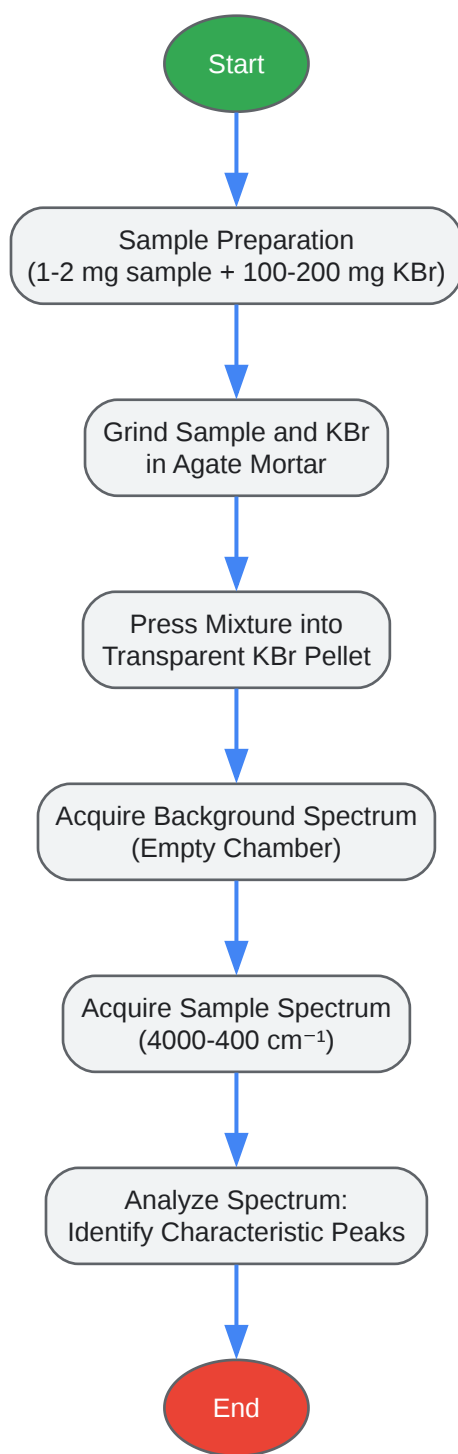 Start
Sample Preparation
(1-2 mg sample + 100-200 mg KBr)
Grind Sample and KBr
in Agate Mortar
Press Mixture into
Transparent KBr Pellet
Acquire Background Spectrum
(Empty Chamber)
Acquire Sample Spectrum
(4000-400 cm⁻¹)
Analyze Spectrum:
Identify Characteristic Peaks
End